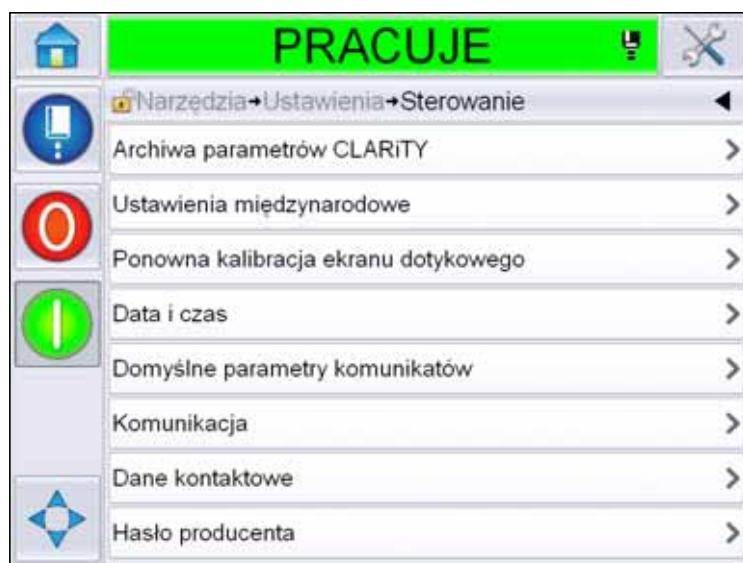 PRACUJE
Narzędzia→Ustawienia→Sterowanie
Archiwa parametrów CLARiTY
Ustawienia międzynarodowe
Ponowna kalibracja ekranu dotykowego
Data i czas
Domyślne parametry komunikatów
Komunikacja
Dane kontaktowe
Hasło producenta